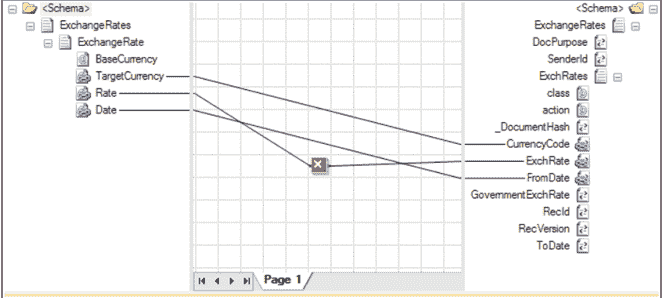 <Schema>
ExchangeRates
ExchangeRate
BaseCurrency
TargetCurrency
Rate
Date
Page 1
<Schema>
ExchangeRates
DocPurpose
SenderId
ExchRates
class
action
_DocumentHash
CurrencyCode
ExchRate
FromDate
GovernmentExchRate
RecId
RecVersion
ToDate